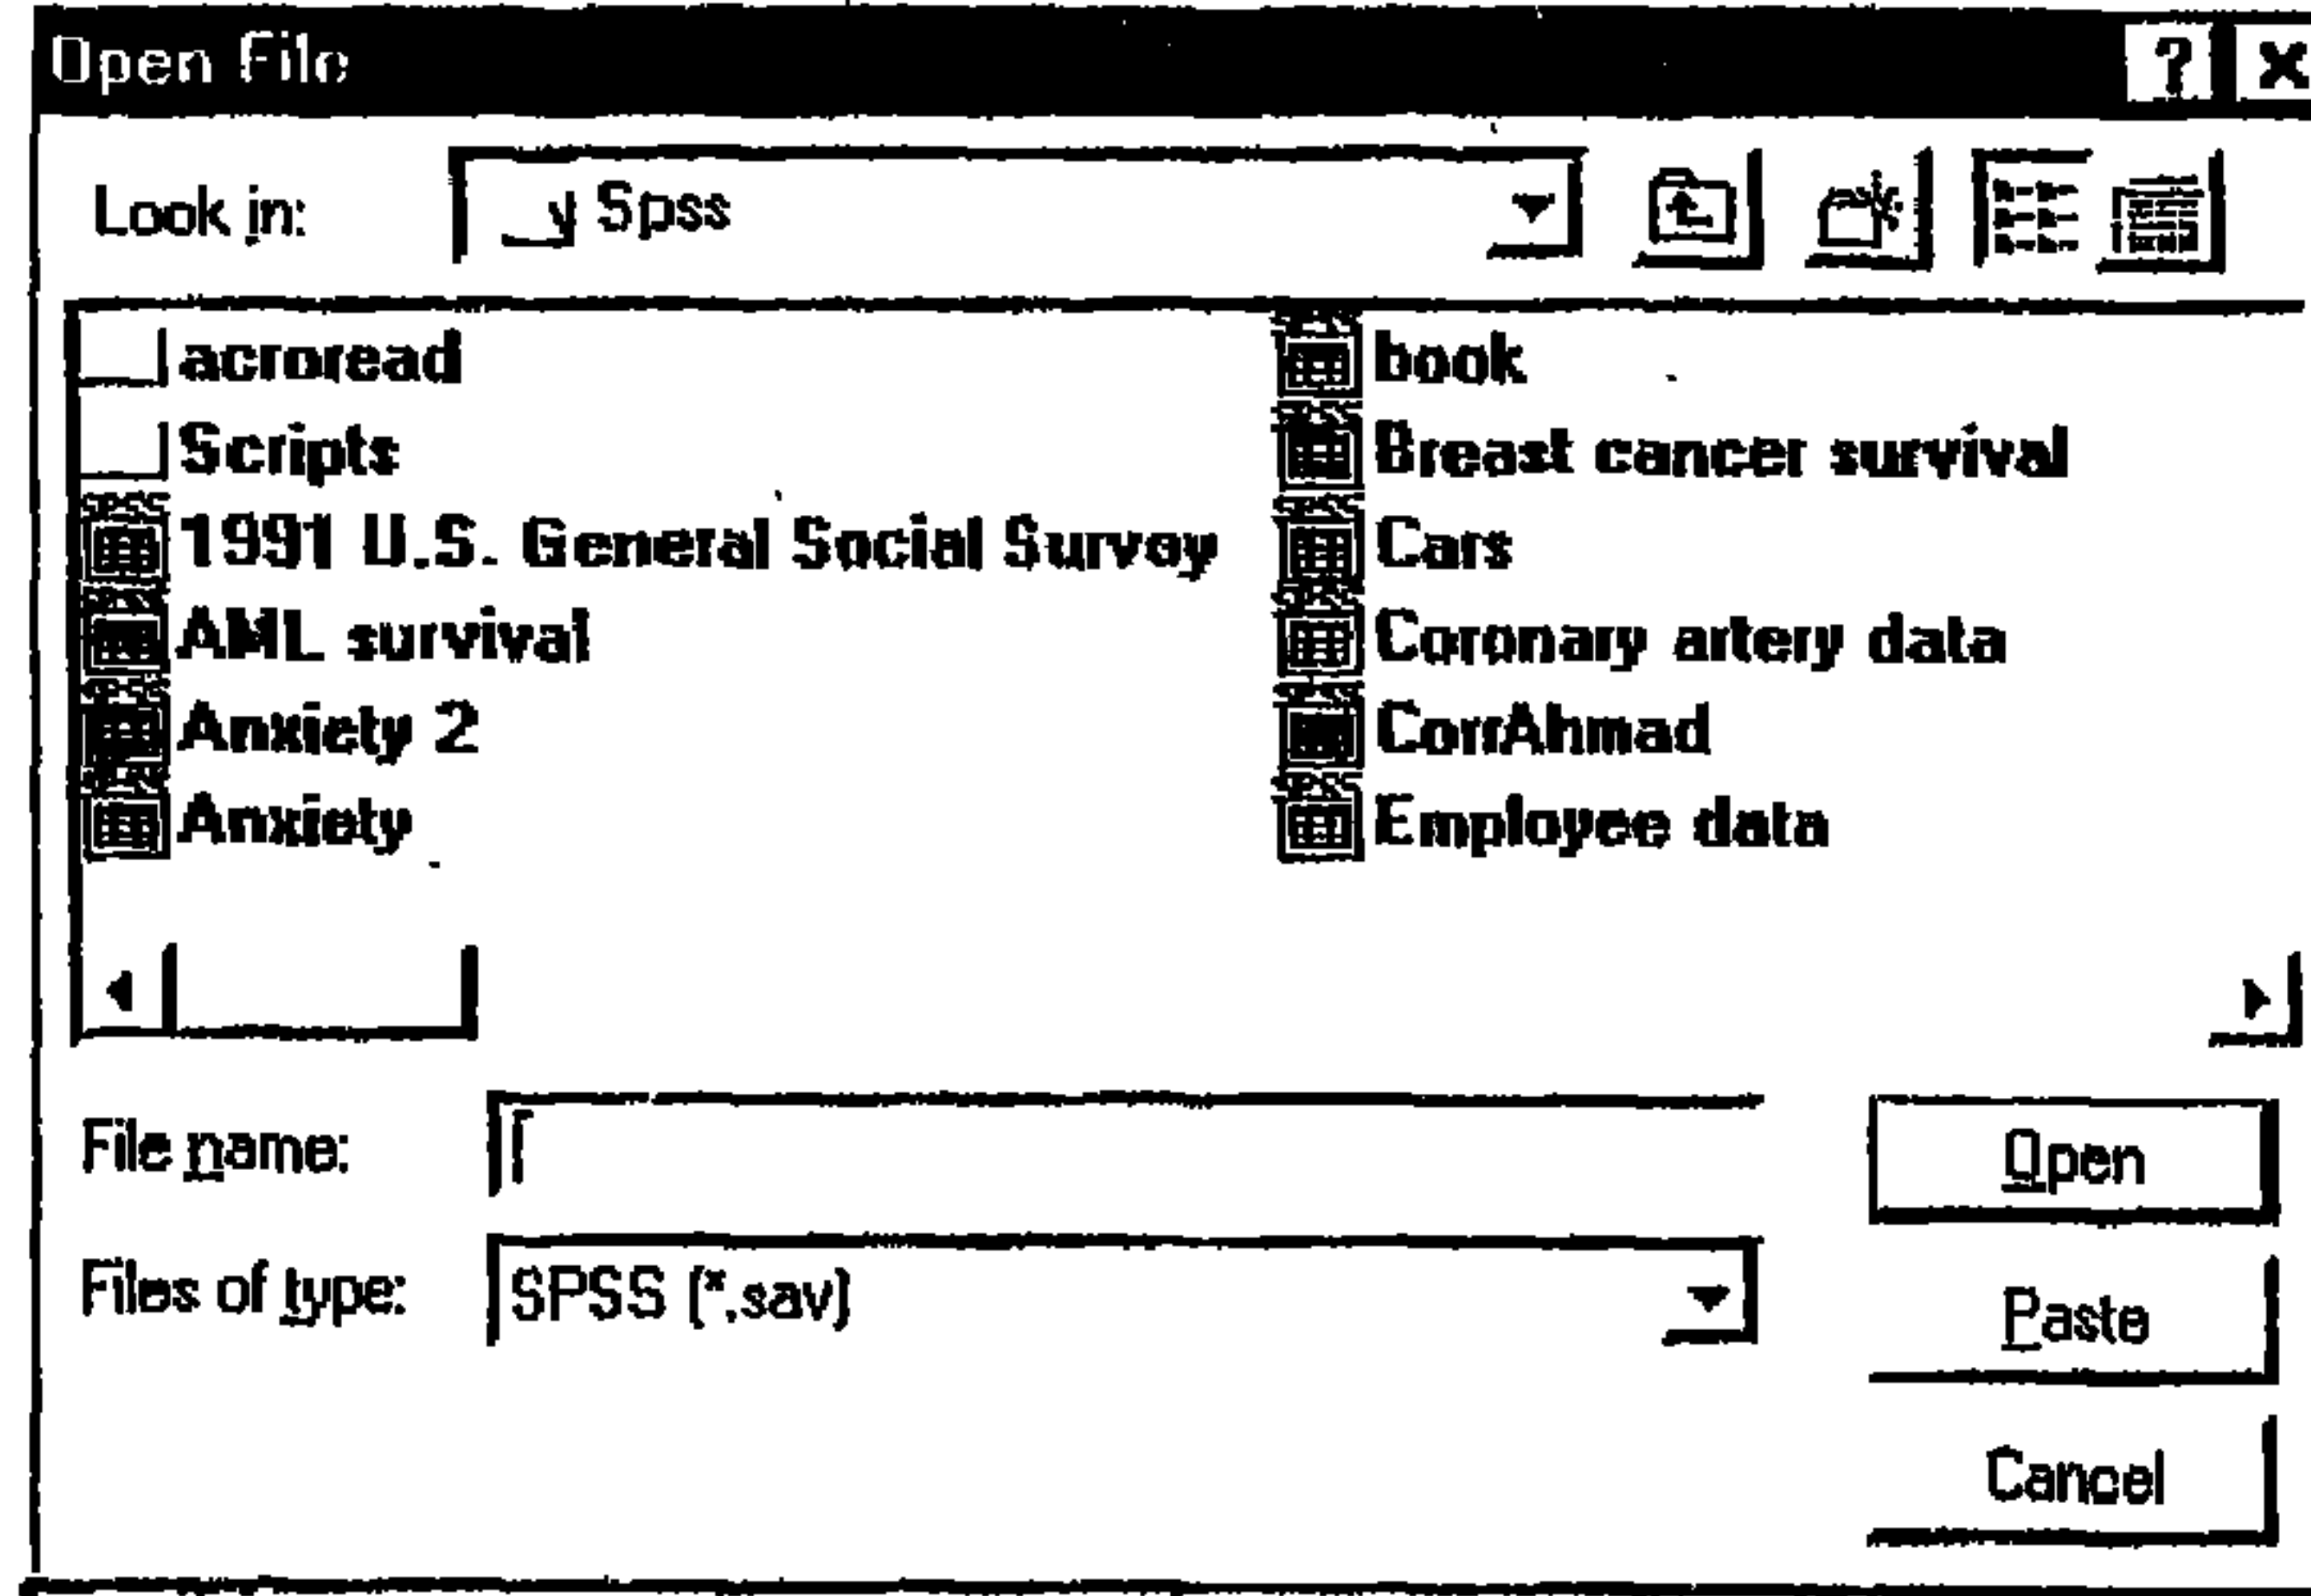 Open File
Look in: Spss
acroread
Scripts
1991 U.S. General Social Survey
AML survival
Anxiety 2
Anxiety
book
Breast cancer survival
Cars
Coronary artery data
CorrAhmad
Employee data
File name:
Open
Files of type: SPSS (*.sav)
Paste
Cancel